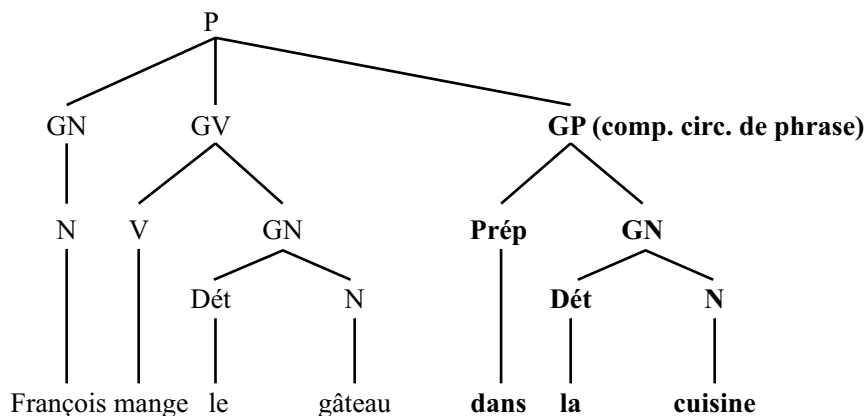 P
GN GV GP (comp. circ. de phrase)
N V GN Prép GN
Dét N Dét N
François mange le gâteau dans la cuisine